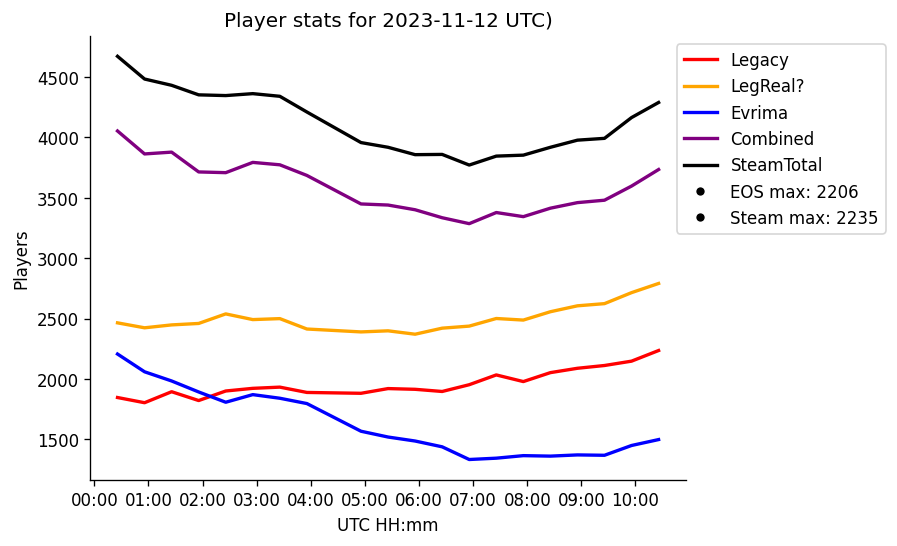 Player stats for 2023-11-12 UTC)
4500
4000
3500
3000
2500
2000
1500
Players
00:00 01:00 02:00 03:00 04:00 05:00 06:00 07:00 08:00 09:00 10:00
UTC HH:mm
Legacy
LegReal?
Evrima
Combined
SteamTotal
EOS max: 2206
Steam max: 2235